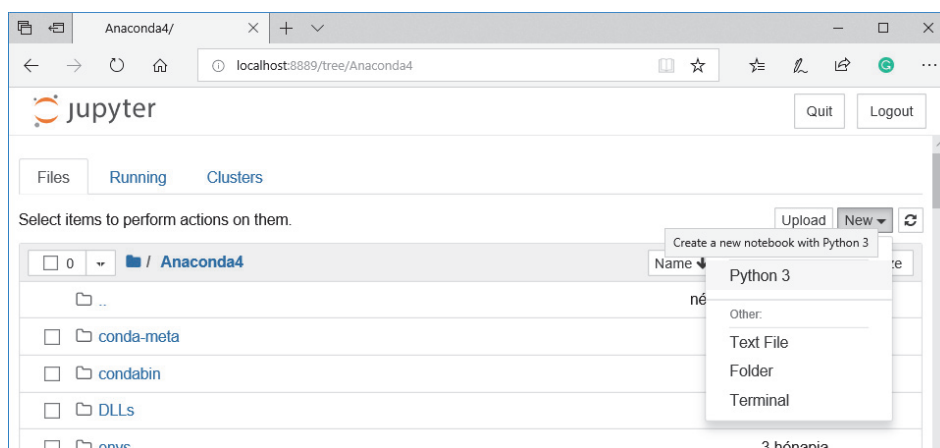 Anaconda4/
localhost:8889/tree/Anaconda4
jupyter
Quit Logout
Files Running Clusters
Select items to perform actions on them.
Upload New
Create a new notebook with Python 3
0 / Anaconda4 Name
Python 3
..
Other:
conda-meta
Text File
condabin
Folder
DLLs
Terminal
3 hónapja